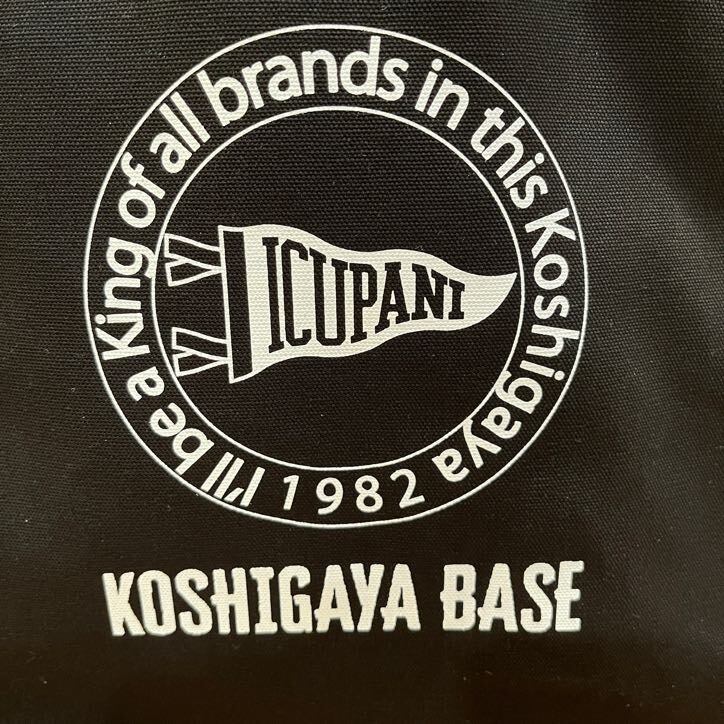 I'll be a King of all brands in this Koshigaya
1982
ICUPANI
KOSHIGAYA BASE